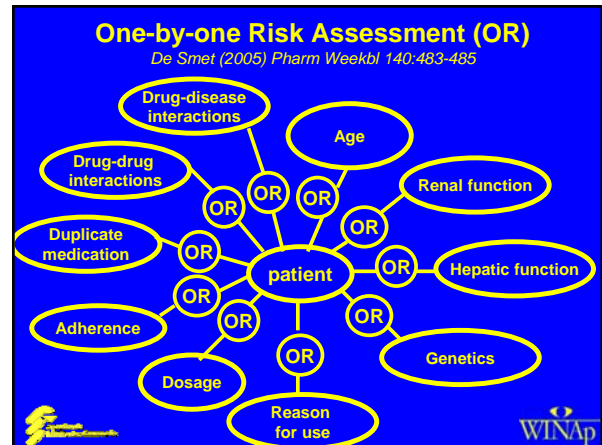 One-by-one Risk Assessment (OR)
De Smet (2005) Pharm Weekbl 140:483-485
Drug-disease
interactions
Age
Drug-drug
interactions
Renal function
OR
OR
OR
OR
Duplicate
medication
OR
patient
OR
Hepatic function
Adherence
OR
OR
OR
OR
Genetics
Dosage
Reason
for use
WINAp